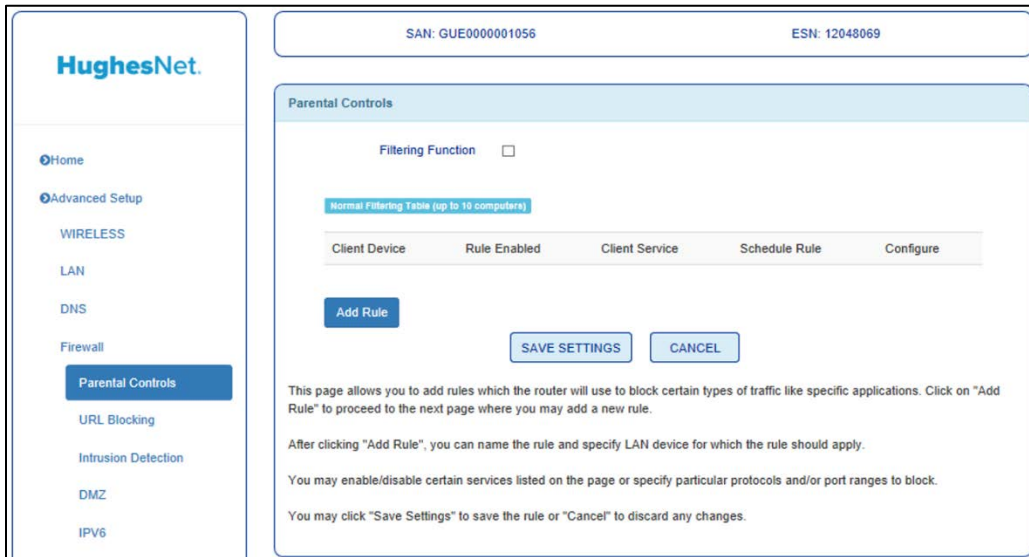 HughesNet.
Home
Advanced Setup
WIRELESS
LAN
DNS
Firewall
Parental Controls
URL Blocking
Intrusion Detection
DMZ
IPV6
SAN: GUE0000001056 ESN: 12048069
Parental Controls
Filtering Function
Normal Filtering Table (up to 10 computers)
Client Device Rule Enabled Client Service Schedule Rule Configure
Add Rule
SAVE SETTINGS CANCEL
This page allows you to add rules which the router will use to block certain types of traffic like specific applications. Click on "Add
Rule" to proceed to the next page where you may add a new rule.
After clicking "Add Rule", you can name the rule and specify LAN device for which the rule should apply.
You may enable/disable certain services listed on the page or specify particular protocols and/or port ranges to block.
You may click "Save Settings" to save the rule or "Cancel" to discard any changes.